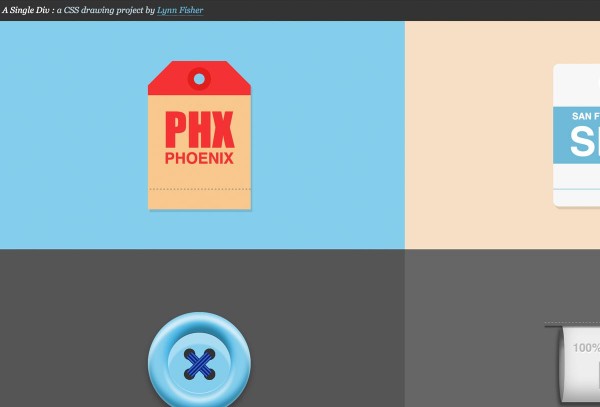 A Single Div : a CSS drawing project by Lynn Fisher
PHX
PHOENIX
SAN F
S
100%